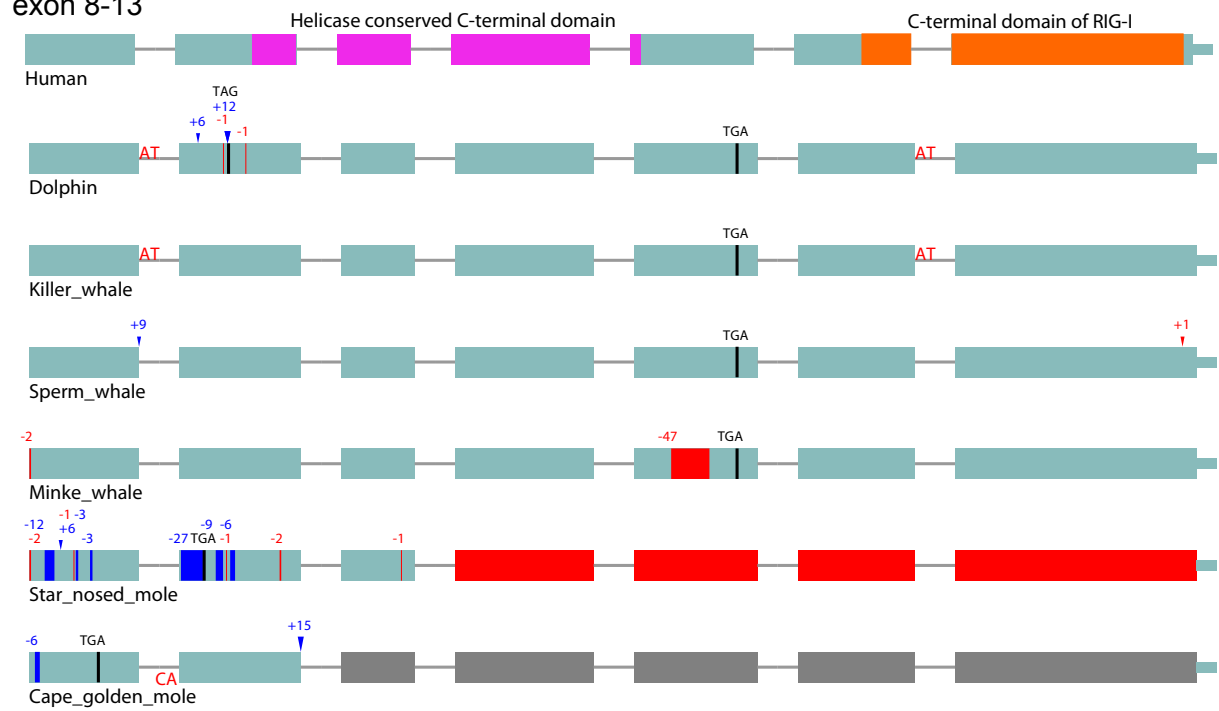 exon 8-13
Helicase conserved C-terminal domain
C-terminal domain of RIG-I
Human
TAG
+12
+6 -1 -1
TGA
AT AT
Dolphin
TGA
AT AT
Killer_whale
+9 TGA +1
Sperm_whale
-2 -47 TGA
Minke_whale
-1 -3 -9 -6
-12 +6
-2 -3 -27 TGA -1 -2 -1
Star_nosed_mole
+15
-6 TGA
CA
Cape_golden_mole